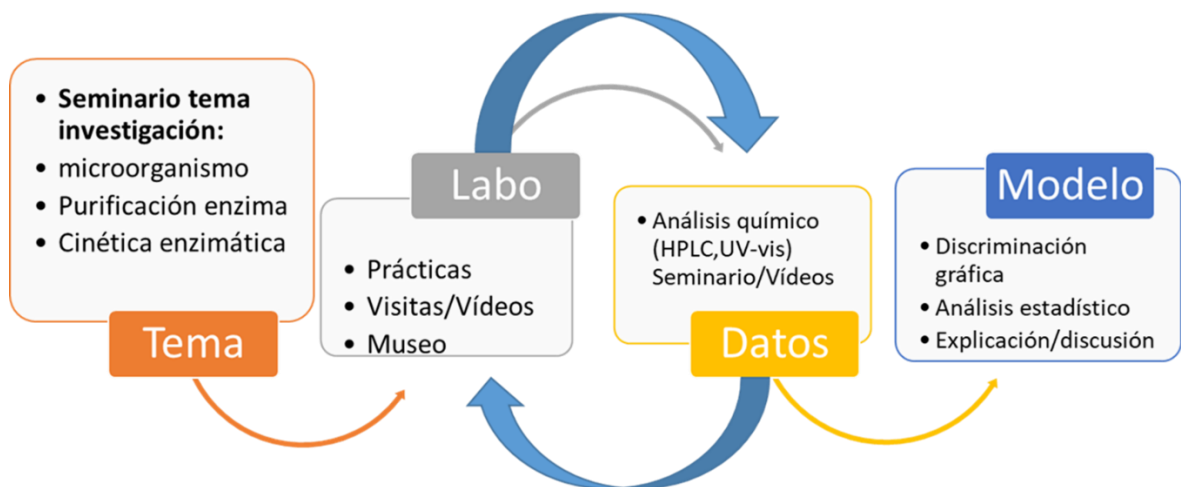 • Seminario tema
investigación:
• microorganismo
• Purificación enzima
• Cinética enzimática
Tema
Labo
• Prácticas
• Visitas/Vídeos
• Museo
• Análisis químico
(HPLC,UV-vis)
Seminario/Vídeos
Datos
Modelo
• Discriminación
gráfica
• Análisis estadístico
• Explicación/discusión